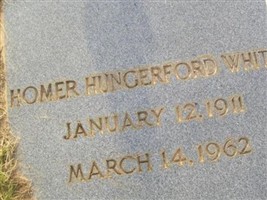 HOMER HUNGERFORD WHIT
JANUARY 12, 1911
MARCH 14, 1962